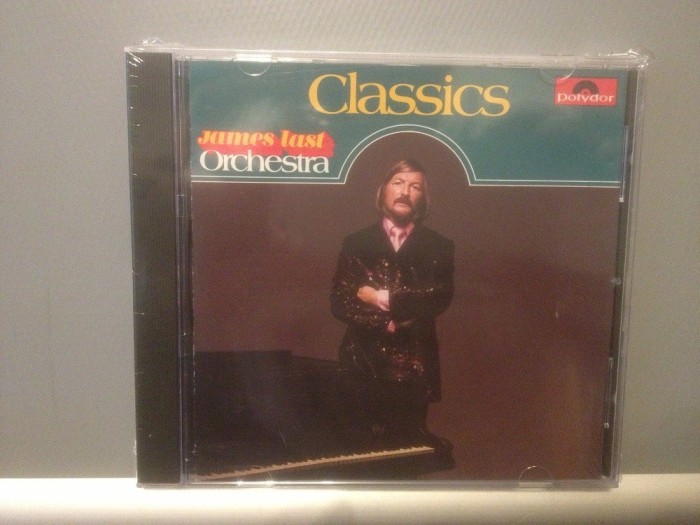 Classics
polydor
James Last
Orchestra